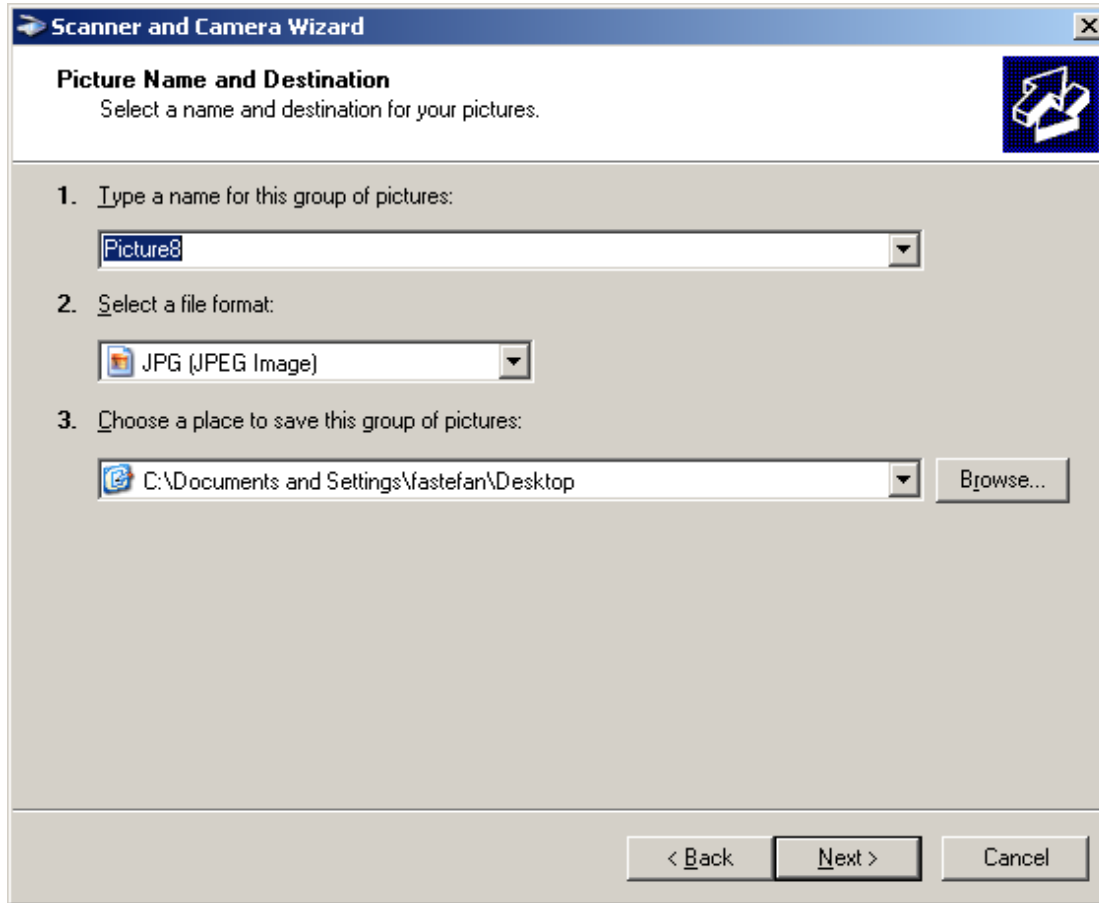 Scanner and Camera Wizard
Picture Name and Destination
Select a name and destination for your pictures.
1. Type a name for this group of pictures:
Picture8
2. Select a file format:
JPG (JPEG Image)
3. Choose a place to save this group of pictures:
C:\Documents and Settings\fastefan\Desktop Browse...
< Back Next > Cancel